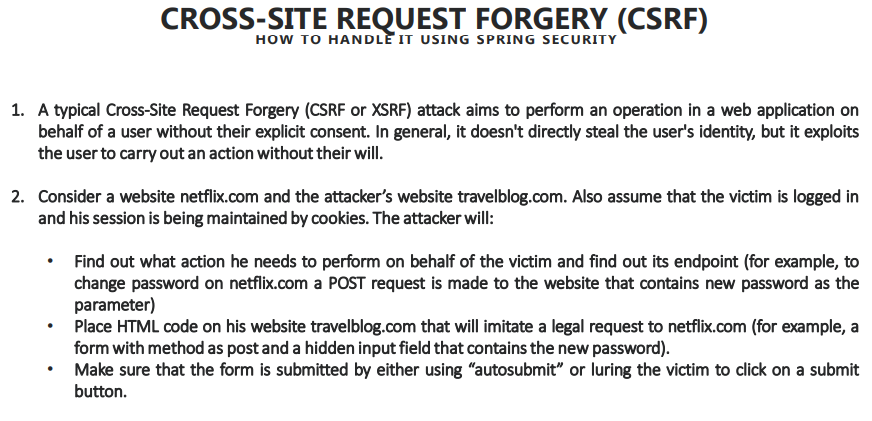 CROSS-SITE REQUEST FORGERY (CSRF)
HOW TO HANDLE IT USING SPRING SECURITY
1. A typical Cross-Site Request Forgery (CSRF or XSRF) attack aims to perform an operation in a web application on
behalf of a user without their explicit consent. In general, it doesn't directly steal the user's identity, but it exploits
the user to carry out an action without their will.
2. Consider a website netflix.com and the attacker’s website travelblog.com. Also assume that the victim is logged in
and his session is being maintained by cookies. The attacker will:
• Find out what action he needs to perform on behalf of the victim and find out its endpoint (for example, to
change password on netflix.com a POST request is made to the website that contains new password as the
parameter)
• Place HTML code on his website travelblog.com that will imitate a legal request to netflix.com (for example, a
form with method as post and a hidden input field that contains the new password).
• Make sure that the form is submitted by either using “autosubmit” or luring the victim to click on a submit
button.